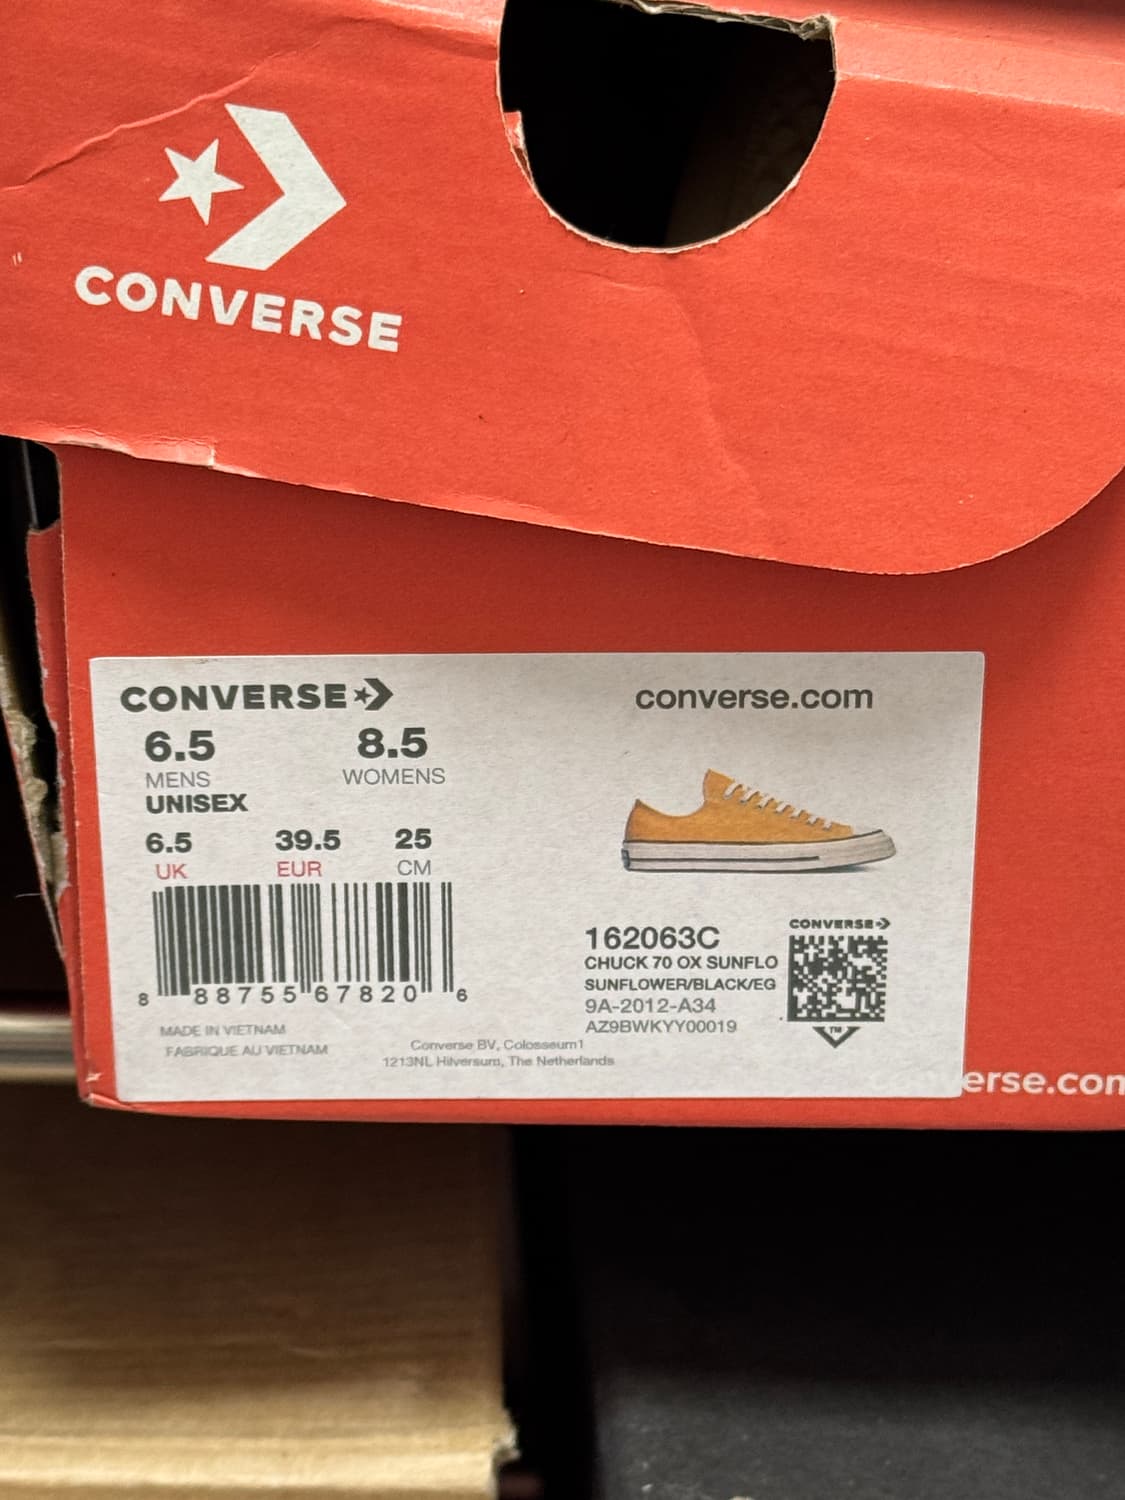 CONVERSE
CONVERSE
converse.com
6.5 8.5
MENS WOMENS
UNISEX
6.5 39.5 25
UK EUR CM
8 88755 67820 6
MADE IN VIETNAM
FABRIQUE AU VIETNAM
Converse BV, Colosseum1
1213NL Hilversum, The Netherlands
162063C
CHUCK 70 OX SUNFLO
SUNFLOWER/BLACK/EG
9A-2012-A34
AZ9BWKYY00019
CONVERSE
TM
erse.com